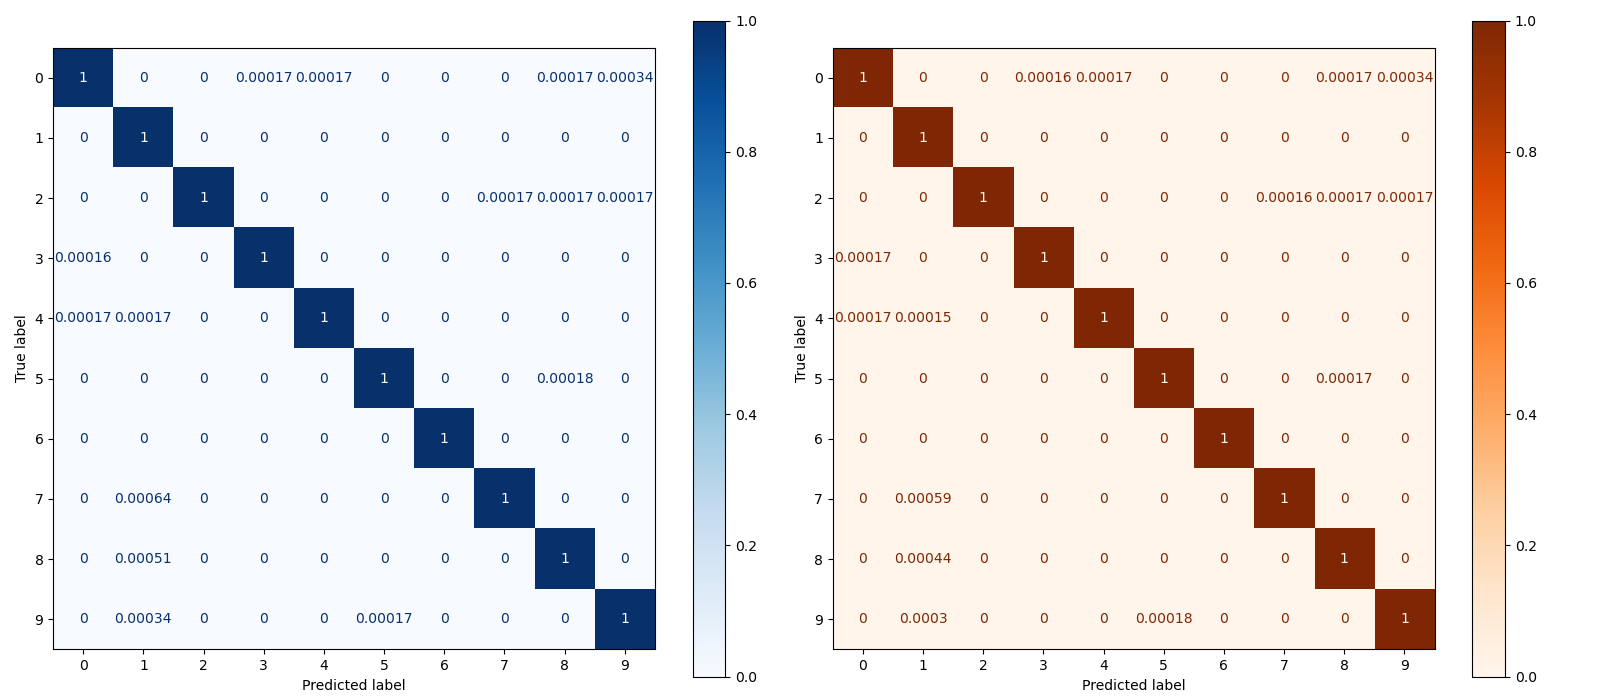 1.0
0 1 0 0 0.00017 0.00017 0 0 0 0.00017 0.00034
1 0 1 0 0 0 0 0 0 0 0
0.8
2 0 0 1 0 0 0 0 0.00017 0.00017 0.00017
3 0.00016 0 0 1 0 0 0 0 0 0
0.6
4 0.00017 0.00017 0 0 1 0 0 0 0 0
True label
5 0 0 0 0 0 1 0 0 0.00018 0
0.4
6 0 0 0 0 0 0 1 0 0 0
7 0 0.00064 0 0 0 0 0 1 0 0
0.2
8 0 0.00051 0 0 0 0 0 0 1 0
9 0 0.00034 0 0 0 0.00017 0 0 0 1
0 1 2 3 4 5 6 7 8 9
0.0
Predicted label
1.0
0 1 0 0 0.00016 0.00017 0 0 0 0.00017 0.00034
1 0 1 0 0 0 0 0 0 0 0
0.8
2 0 0 1 0 0 0 0 0.00016 0.00017 0.00017
3 0.00017 0 0 1 0 0 0 0 0 0
0.6
4 0.00017 0.00015 0 0 1 0 0 0 0 0
True label
5 0 0 0 0 0 1 0 0 0.00017 0
0.4
6 0 0 0 0 0 0 1 0 0 0
7 0 0.00059 0 0 0 0 0 1 0 0
0.2
8 0 0.00044 0 0 0 0 0 0 1 0
9 0 0.0003 0 0 0 0.00018 0 0 0 1
0 1 2 3 4 5 6 7 8 9
0.0
Predicted label